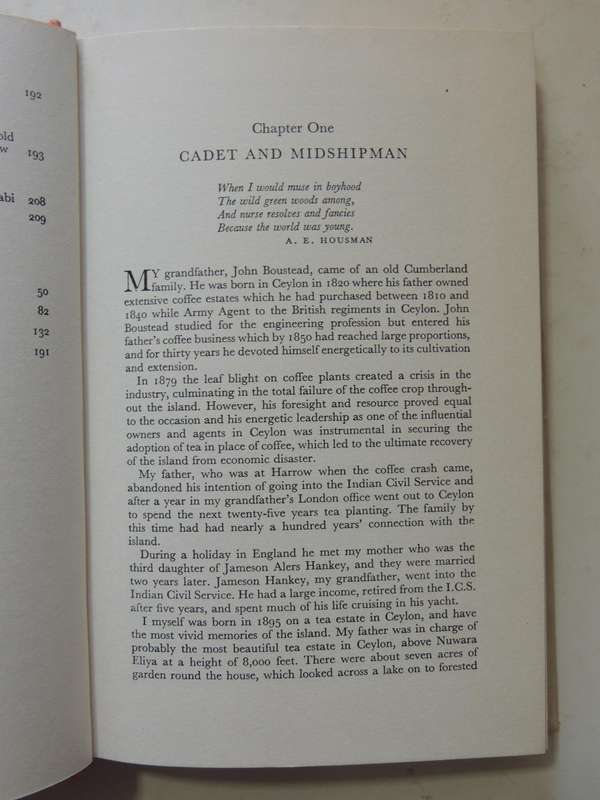 192
old
w 193
abi 208
209
50
82
132
191
Chapter One
CADET AND MIDSHIPMAN
When I would muse in boyhood
The wild green woods among,
And nurse resolves and fancies
Because the world was young.
A. E. HOUSMAN
MY grandfather, John Boustead, came of an old Cumberland
family. He was born in Ceylon in 1820 where his father owned
extensive coffee estates which he had purchased between 1810 and
1840 while Army Agent to the British regiments in Ceylon. John
Boustead studied for the engineering profession but entered his
father's coffee business which by 1850 had reached large proportions,
and for thirty years he devoted himself energetically to its cultivation
and extension.
In 1879 the leaf blight on coffee plants created a crisis in the
industry, culminating in the total failure of the coffee crop through-
out the island. However, his foresight and resource proved equal
to the occasion and his energetic leadership as one of the influential
owners and agents in Ceylon was instrumental in securing the
adoption of tea in place of coffee, which led to the ultimate recovery
of the island from economic disaster.
My father, who was at Harrow when the coffee crash came,
abandoned his intention of going into the Indian Civil Service and
after a year in my grandfather's London office went out to Ceylon
to spend the next twenty-five years tea planting. The family by
this time had had nearly a hundred years' connection with the
island.
During a holiday in England he met my mother who was the
third daughter of Jameson Alers Hankey, and they were married
two years later. Jameson Hankey, my grandfather, went into the
Indian Civil Service. He had a large income, retired from the I.C.S.
after five years, and spent much of his life cruising in his yacht.
I myself was born in 1895 on a tea estate in Ceylon, and have
the most vivid memories of the island. My father was in charge of
probably the most beautiful tea estate in Ceylon, above Nuwara
Eliya at a height of 8,000 feet. There were about seven acres of
garden round the house, which looked across a lake on to forested